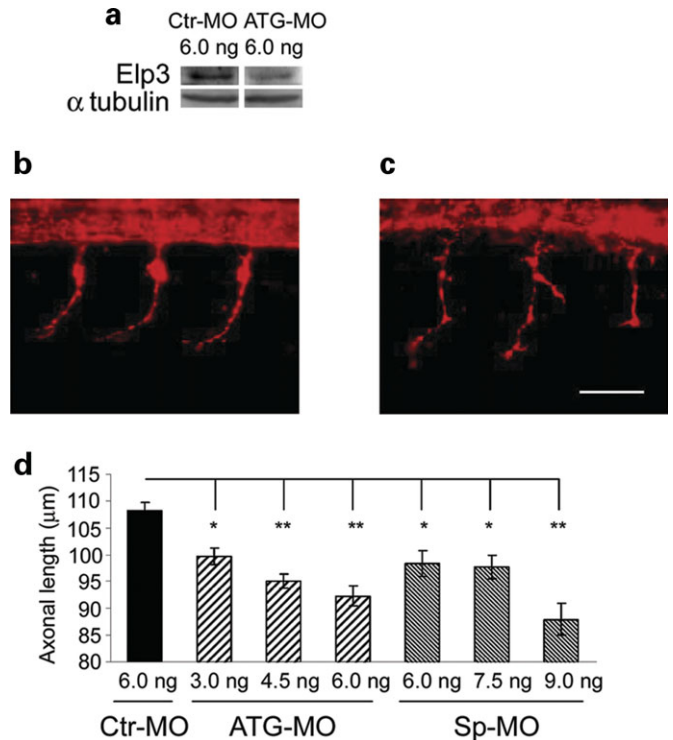 a
Ctr-MO ATG-MO
6.0 ng 6.0 ng
Elp3
α tubulin
b
c
d
Axonal length (µm)
115
110
105
100
95
90
85
80
* ** ** * * **
6.0 ng 3.0 ng 4.5 ng 6.0 ng 6.0 ng 7.5 ng 9.0 ng
Ctr-MO ATG-MO Sp-MO